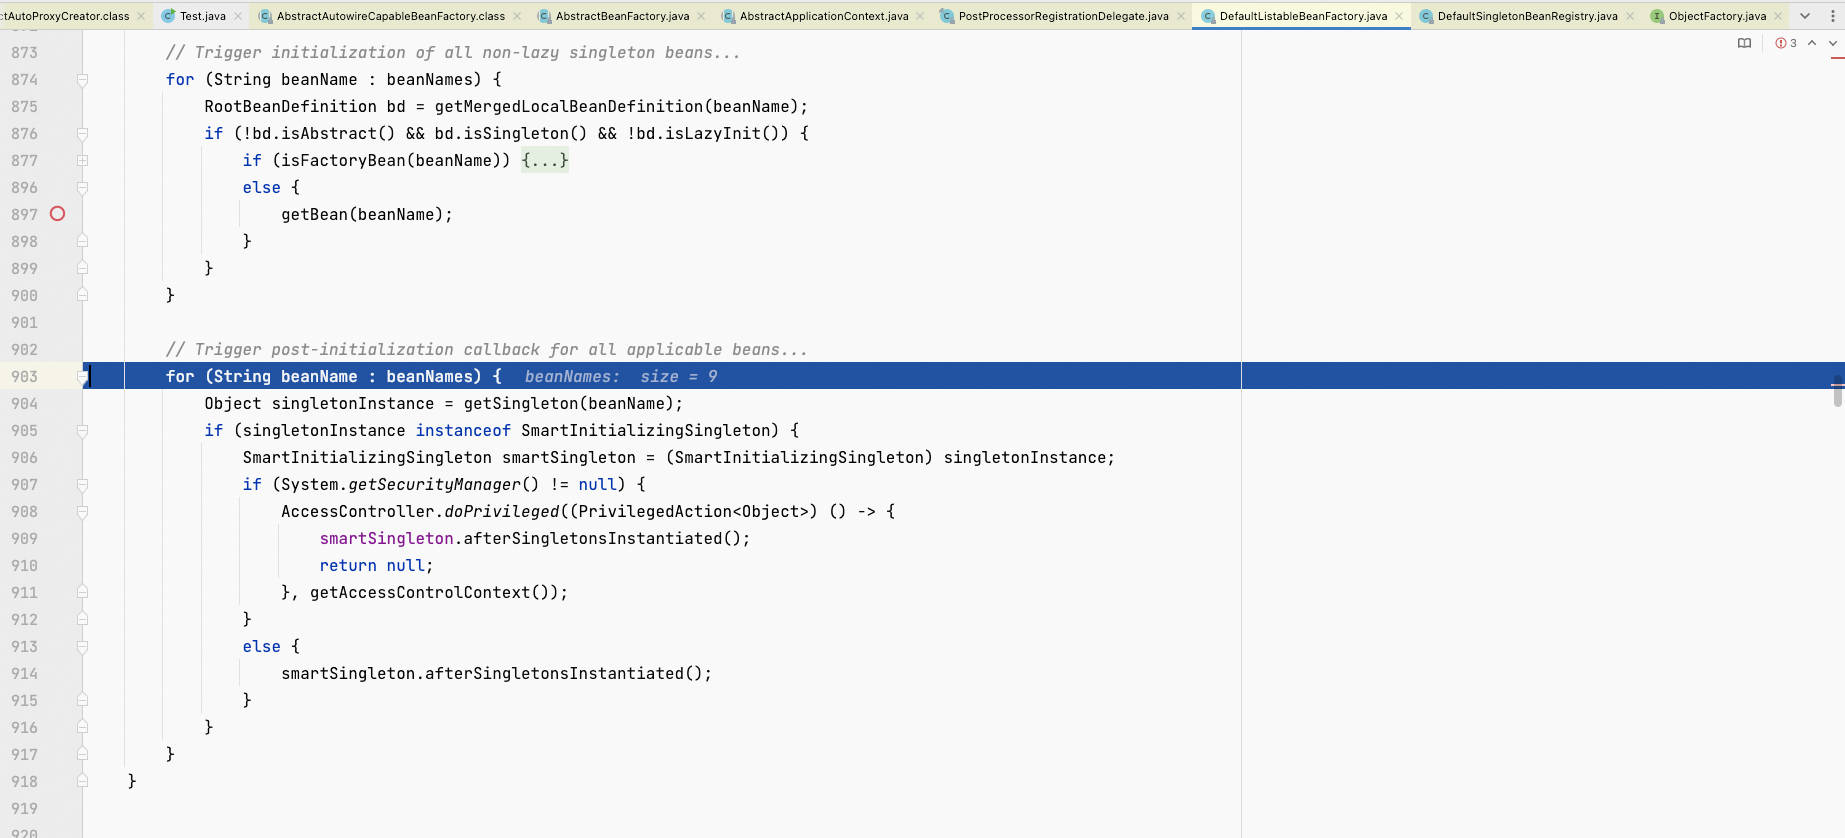 ctAutoProxyCreator.class Test.java AbstractAutowireCapableBeanFactory.class AbstractBeanFactory.java AbstractApplicationContext.java PostProcessorRegistrationDelegate.java DefaultListableBeanFactory.java DefaultSingletonBeanRegistry.java ObjectFactory.java
3
873 // Trigger initialization of all non-lazy singleton beans...
874 for (String beanName : beanNames) {
875 RootBeanDefinition bd = getMergedLocalBeanDefinition(beanName);
876 if (!bd.isAbstract() && bd.isSingleton() && !bd.isLazyInit()) {
877 if (isFactoryBean(beanName)) {...}
896 else {
897 getBean(beanName);
898 }
899 }
900 }
901
902 // Trigger post-initialization callback for all applicable beans...
903 for (String beanName : beanNames) { beanNames: size = 9
904 Object singletonInstance = getSingleton(beanName);
905 if (singletonInstance instanceof SmartInitializingSingleton) {
906 SmartInitializingSingleton smartSingleton = (SmartInitializingSingleton) singletonInstance;
907 if (System.getSecurityManager() != null) {
908 AccessController.doPrivileged((PrivilegedAction<Object>) () -> {
909 smartSingleton.afterSingletonsInstantiated();
910 return null;
911 }, getAccessControlContext());
912 }
913 else {
914 smartSingleton.afterSingletonsInstantiated();
915 }
916 }
917 }
918 }
919
920